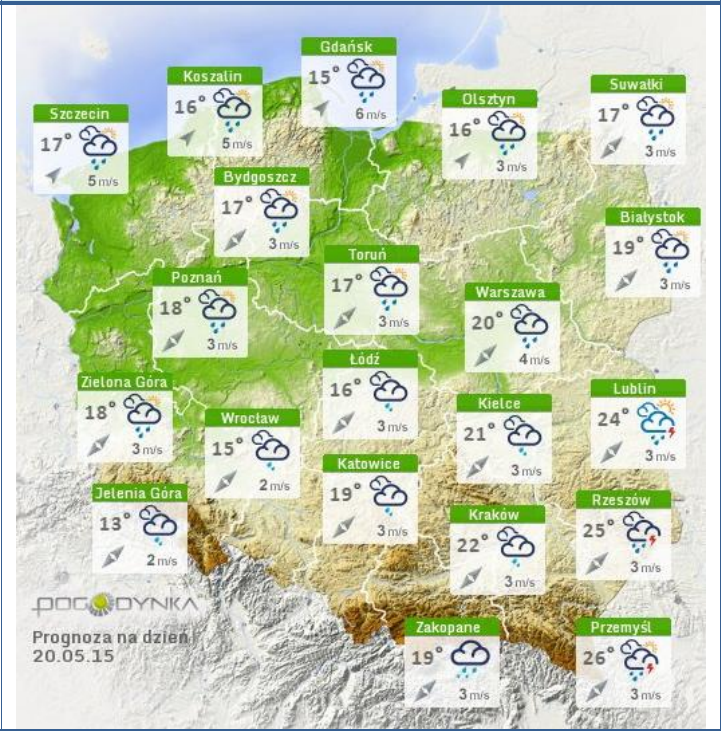 Gdańsk
15°
6 m/s
Koszalin
16°
5 m/s
Szczecin
17°
5 m/s
Olsztyn
16°
3 m/s
Suwałki
17°
3 m/s
Bydgoszcz
17°
3 m/s
Białystok
19°
3 m/s
Toruń
17°
3 m/s
Poznań
18°
3 m/s
Warszawa
20°
4 m/s
Łódź
16°
3 m/s
Zielona Góra
18°
3 m/s
Wrocław
15°
2 m/s
Kielce
21°
3 m/s
Lublin
24°
3 m/s
Katowice
19°
3 m/s
Jelenia Góra
13°
2 m/s
Kraków
22°
3 m/s
Rzeszów
25°
3 m/s
POGODYNKA
Prognoza na dzień
20.05.15
Zakopane
19°
3 m/s
Przemyśl
26°
3 m/s